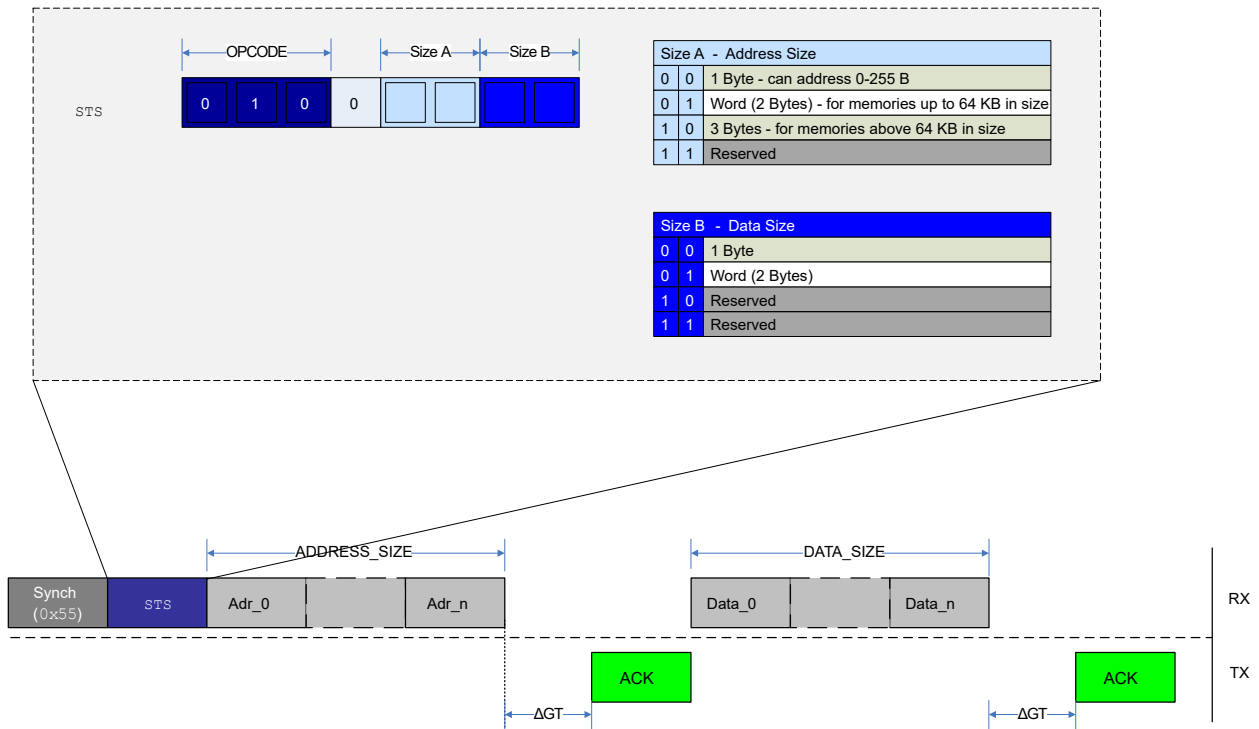 OPCODE Size A Size B
STS
0 1 0 0
Size A - Address Size
0 0 1 Byte - can address 0-255 B
0 1 Word (2 Bytes) - for memories up to 64 KB in size
1 0 3 Bytes - for memories above 64 KB in size
1 1 Reserved
Size B - Data Size
0 0 1 Byte
0 1 Word (2 Bytes)
1 0 Reserved
1 1 Reserved
ADDRESS_SIZE DATA_SIZE
Synch
(0x55)
STS
Adr_0 Adr_n Data_0 Data_n RX
ACK ACK TX
ΔGT ΔGT